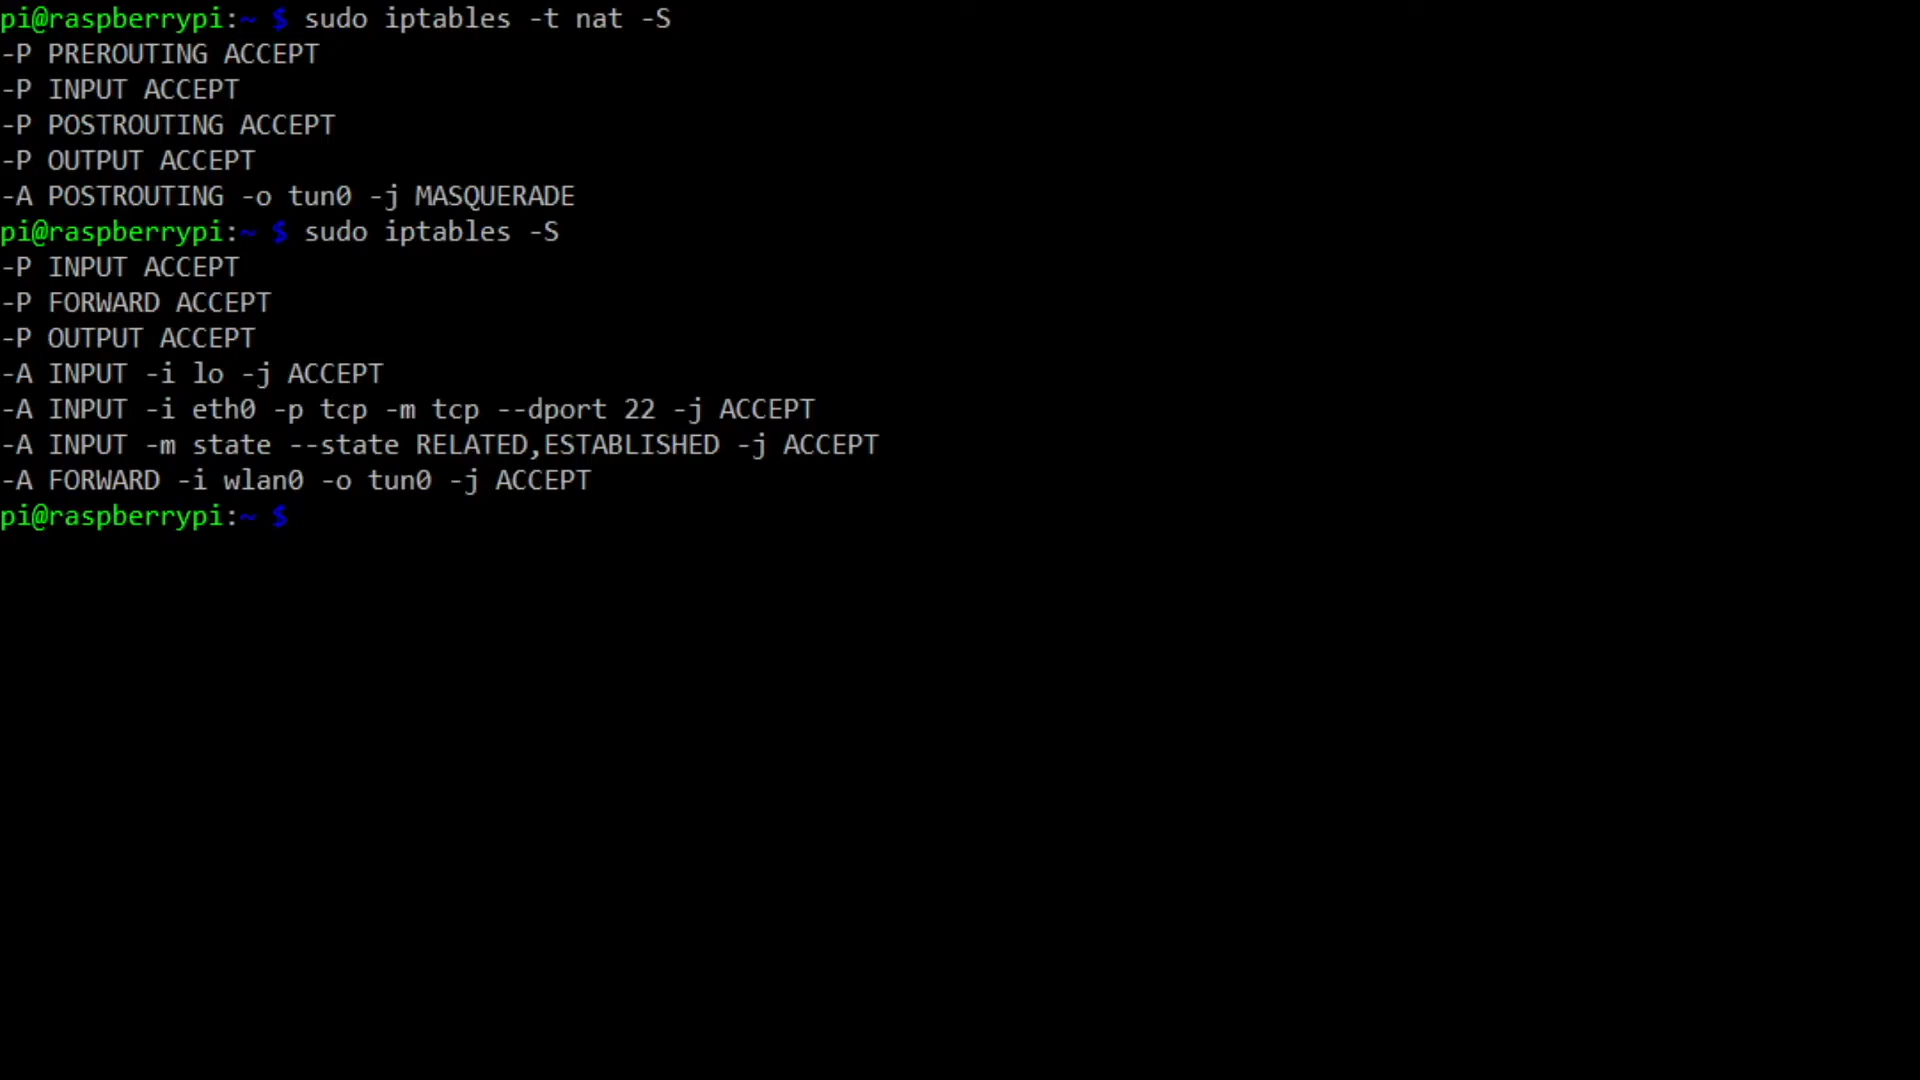 pi@raspberrypi:~ $ sudo iptables -t nat -S
-P PREROUTING ACCEPT
-P INPUT ACCEPT
-P POSTROUTING ACCEPT
-P OUTPUT ACCEPT
-A POSTROUTING -o tun0 -j MASQUERADE
pi@raspberrypi:~ $ sudo iptables -S
-P INPUT ACCEPT
-P FORWARD ACCEPT
-P OUTPUT ACCEPT
-A INPUT -i lo -j ACCEPT
-A INPUT -i eth0 -p tcp -m tcp --dport 22 -j ACCEPT
-A INPUT -m state --state RELATED,ESTABLISHED -j ACCEPT
-A FORWARD -i wlan0 -o tun0 -j ACCEPT
pi@raspberrypi:~ $